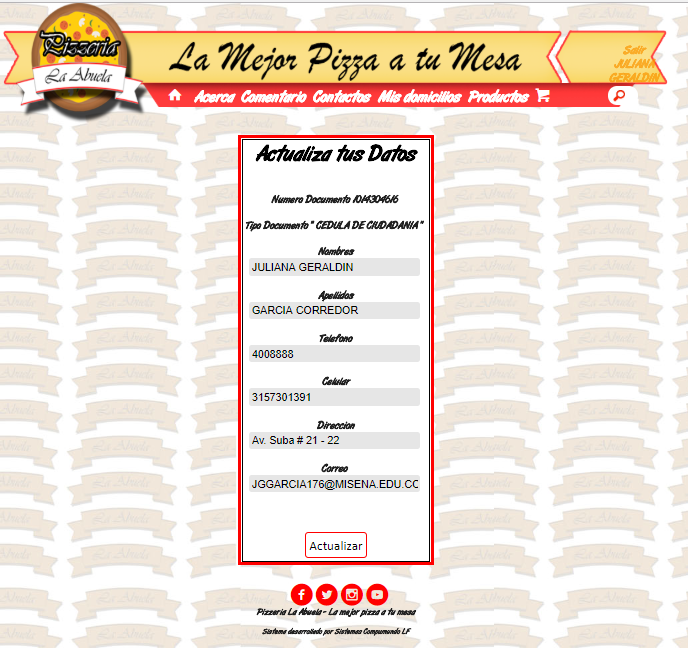 Pizzeria
La Abuela
La Mejor Pizza a tu Mesa
Salir
JULIANA
GERALDIN
Acerca Comentario Contactos Mis domicilios Productos
Actualiza tus Datos
Numero Documento 1014304616
Tipo Documento" CEDULA DE CIUDADANIA"
Nombres
JULIANA GERALDIN
Apellidos
GARCIA CORREDOR
Telefono
4008888
Celular
3157301391
Direccion
Av. Suba # 21 - 22
Correo
JGGARCIA176@MISENA.EDU.CO
Actualizar
Pizzeria La Abuela - La mejor pizza a tu mesa
Sistema desarrollado por Sistemas Compumundo LF